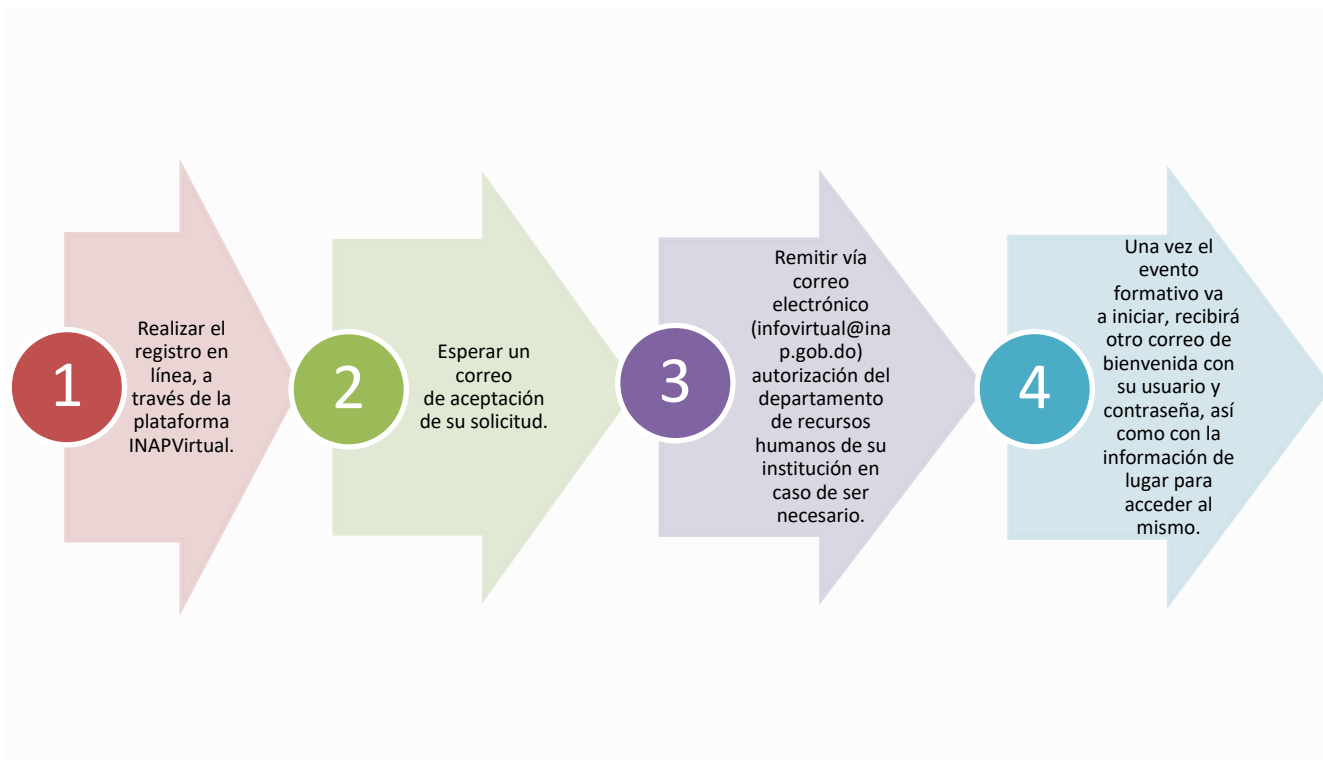 1
Realizar el
registro en
línea, a
través de la
plataforma
INAPVirtual.
2
Esperar un
correo
de aceptación
de su solicitud.
3
Remitir vía
correo
electrónico
(infovirtual@ina
p.gob.do)
autorización del
departamento
de recursos
humanos de su
institución en
caso de ser
necesario.
4
Una vez el
evento
formativo va
a iniciar, recibirá
otro correo de
bienvenida con
su usuario y
contraseña, así
como con la
información de
lugar para
acceder al
mismo.